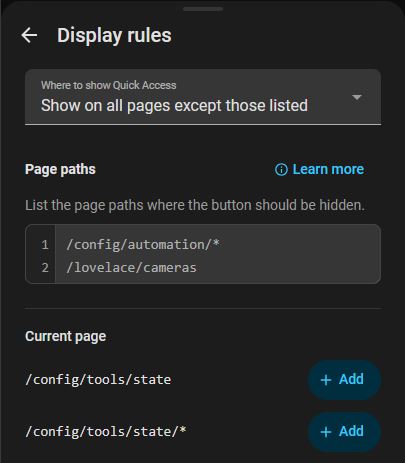 Display rules
Where to show Quick Access
Show on all pages except those listed
Page paths
Learn more
List the page paths where the button should be hidden.
1 /config/automation/*
2 /lovelace/cameras
Current page
/config/tools/state
+ Add
/config/tools/state/*
+ Add